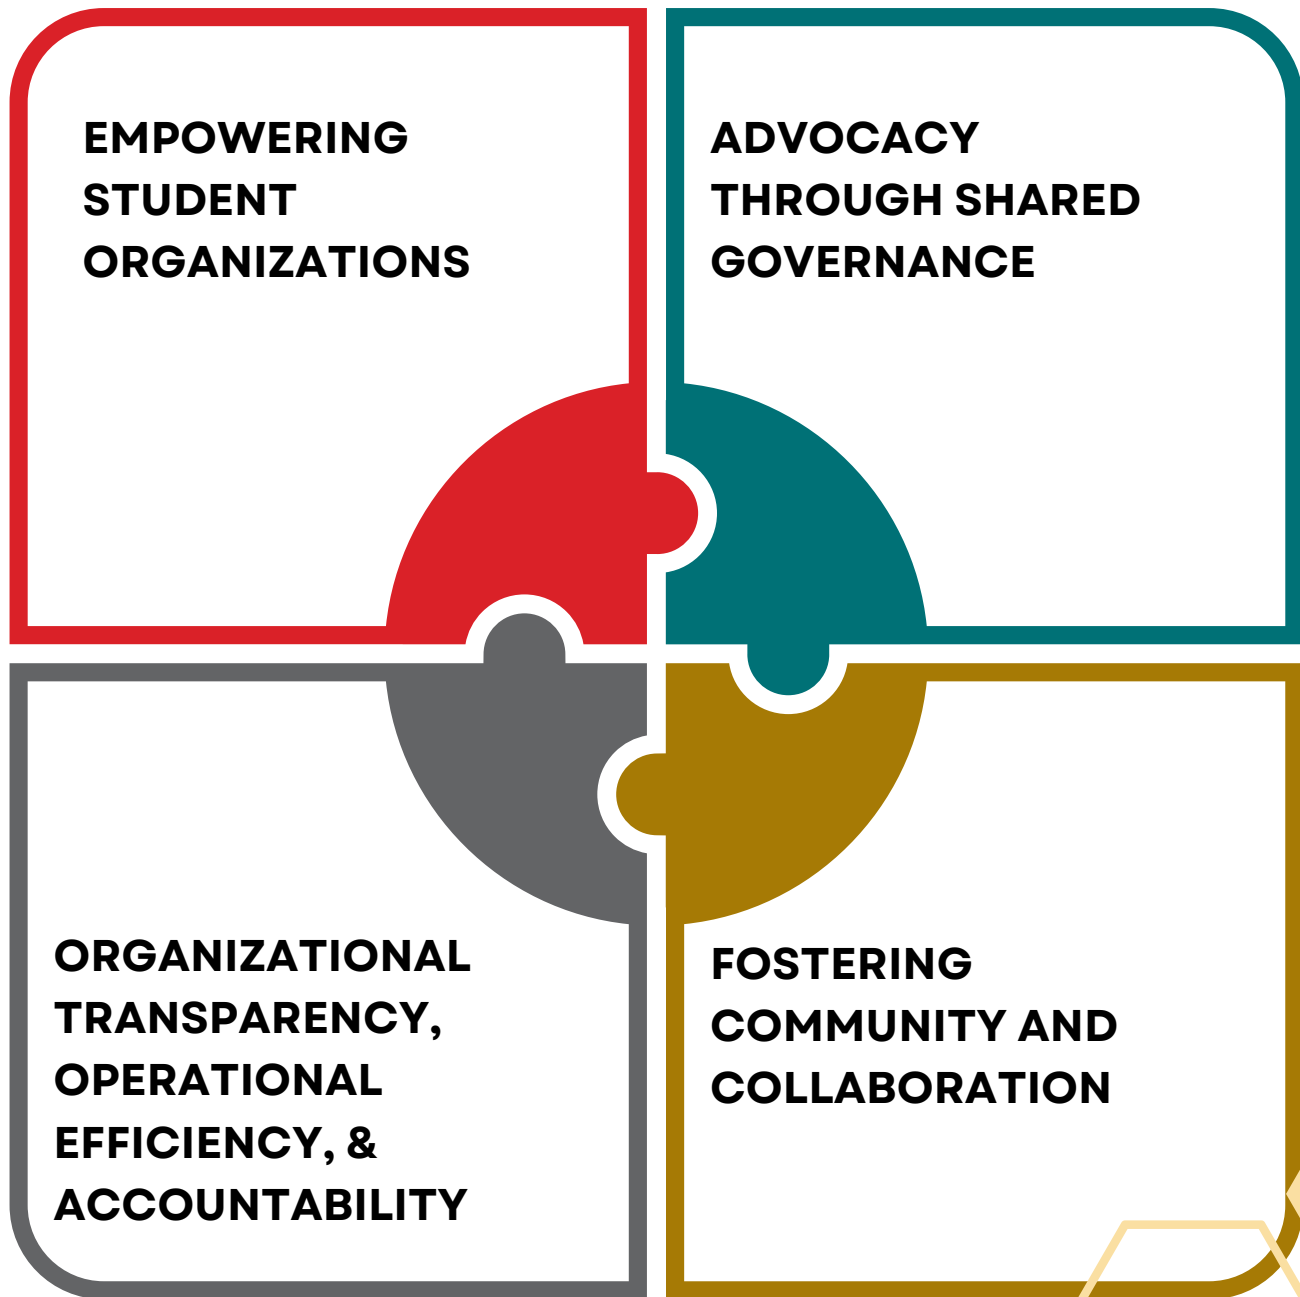 EMPOWERING
STUDENT
ORGANIZATIONS
ADVOCACY
THROUGH SHARED
GOVERNANCE
ORGANIZATIONAL
TRANSPARENCY,
OPERATIONAL
EFFICIENCY, &
ACCOUNTABILITY
FOSTERING
COMMUNITY AND
COLLABORATION